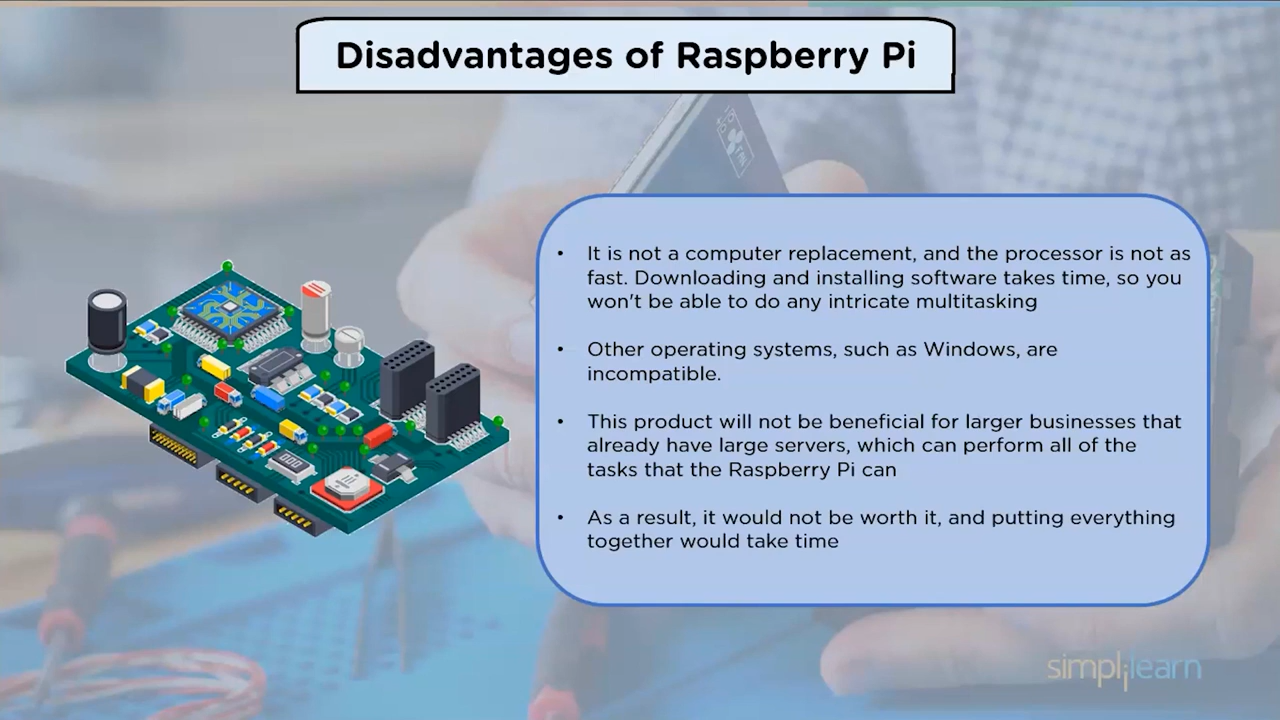 Disadvantages of Raspberry Pi
• It is not a computer replacement, and the processor is not as
fast. Downloading and installing software takes time, so you
won't be able to do any intricate multitasking
• Other operating systems, such as Windows, are
incompatible.
• This product will not be beneficial for larger businesses that
already have large servers, which can perform all of the
tasks that the Raspberry Pi can
• As a result, it would not be worth it, and putting everything
together would take time
simplilearn